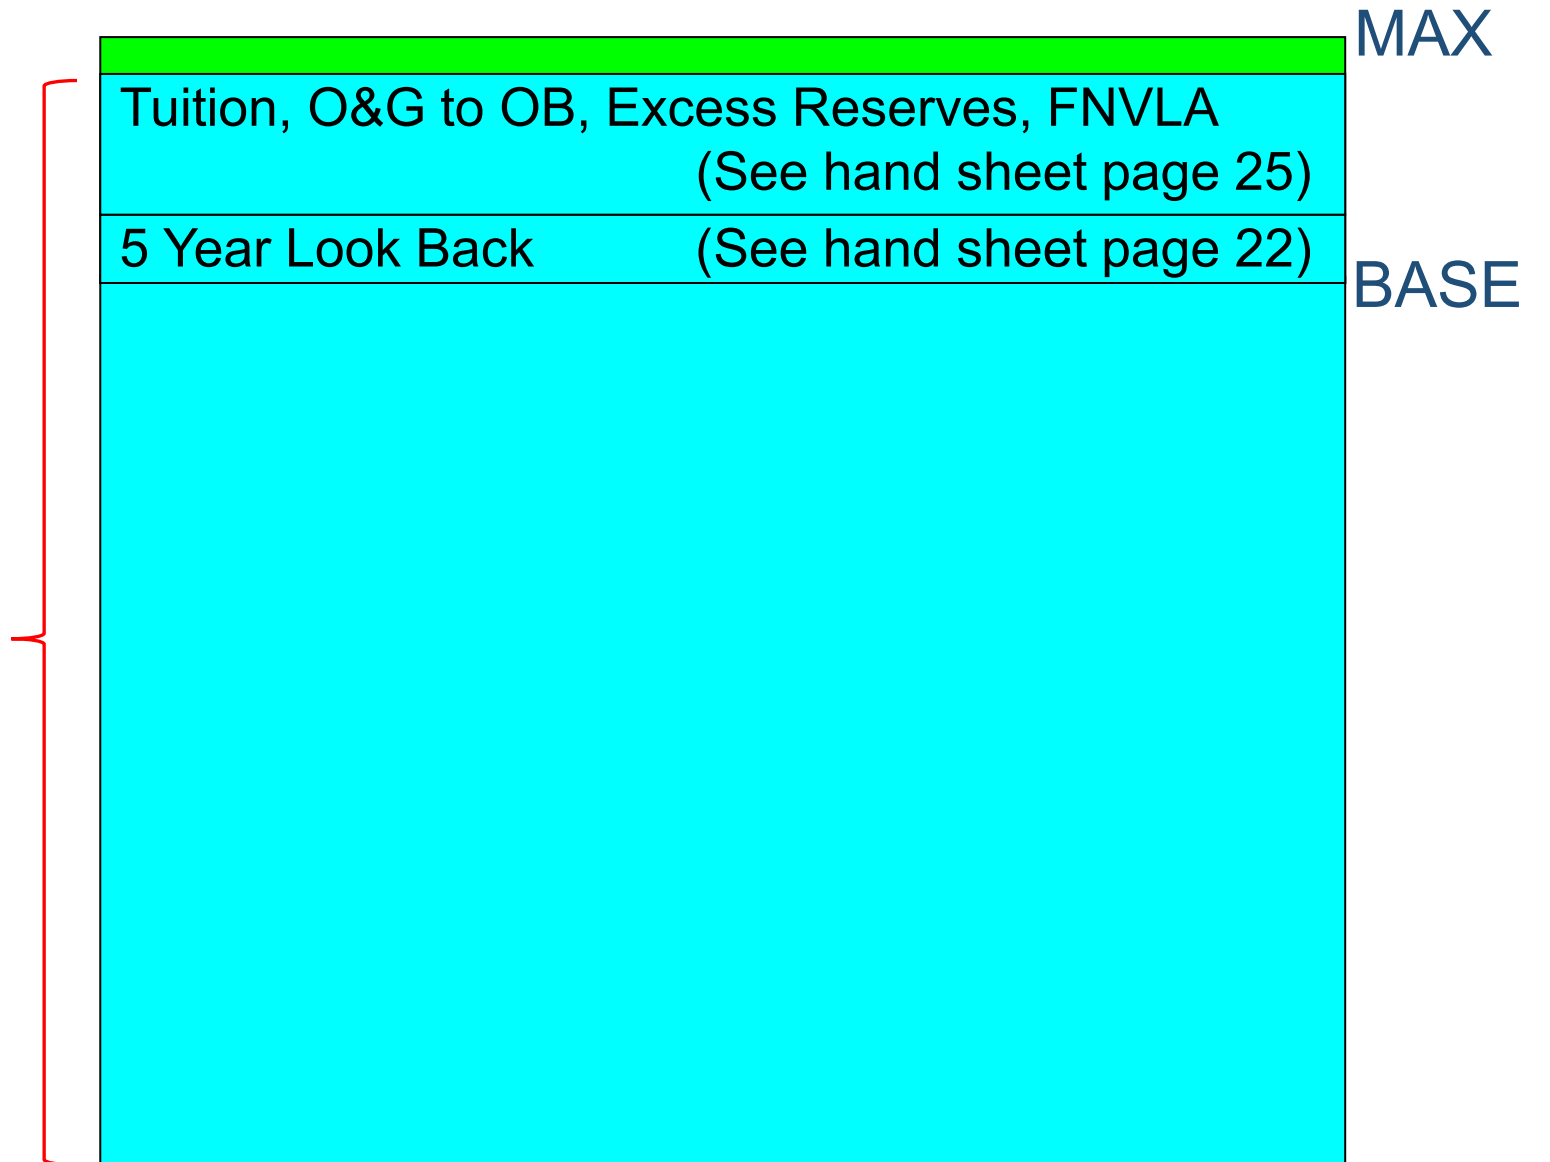 MAX
Tuition, O&G to OB, Excess Reserves, FNVLA
(See hand sheet page 25)
5 Year Look Back (See hand sheet page 22)
BASE